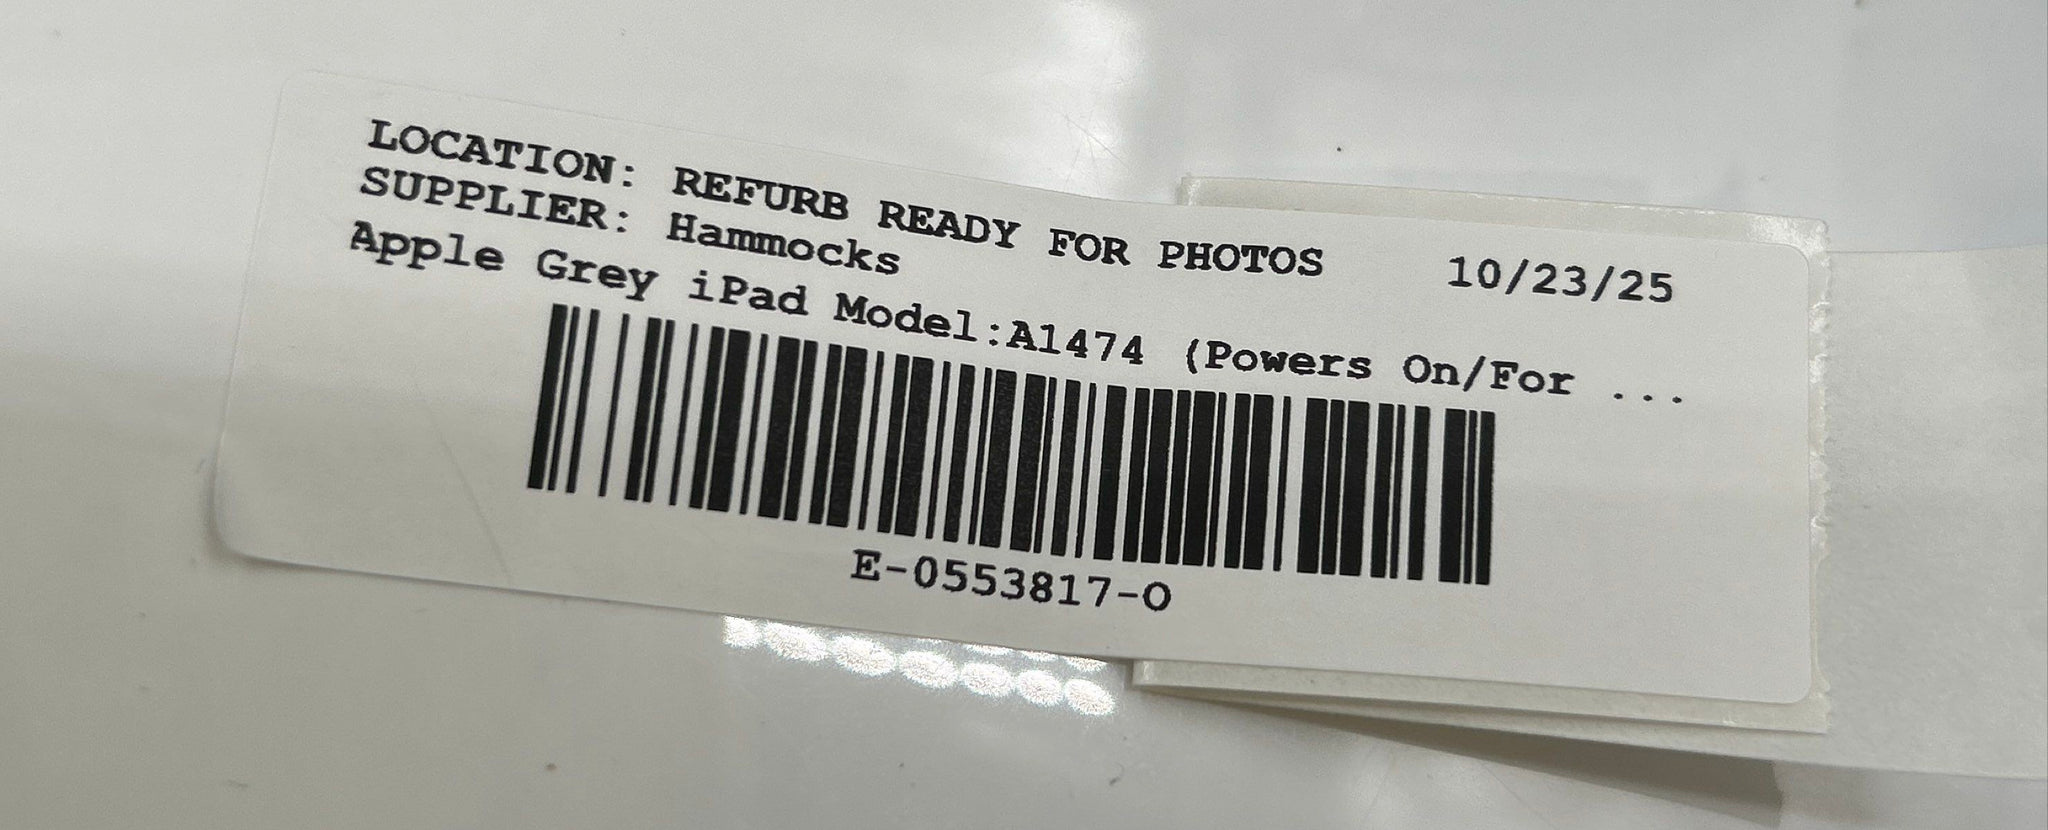 LOCATION: REFURB READY FOR PHOTOS 10/23/25
SUPPLIER: Hammocks
Apple Grey iPad Model:A1474 (Powers On/For ...
E-0553817-O